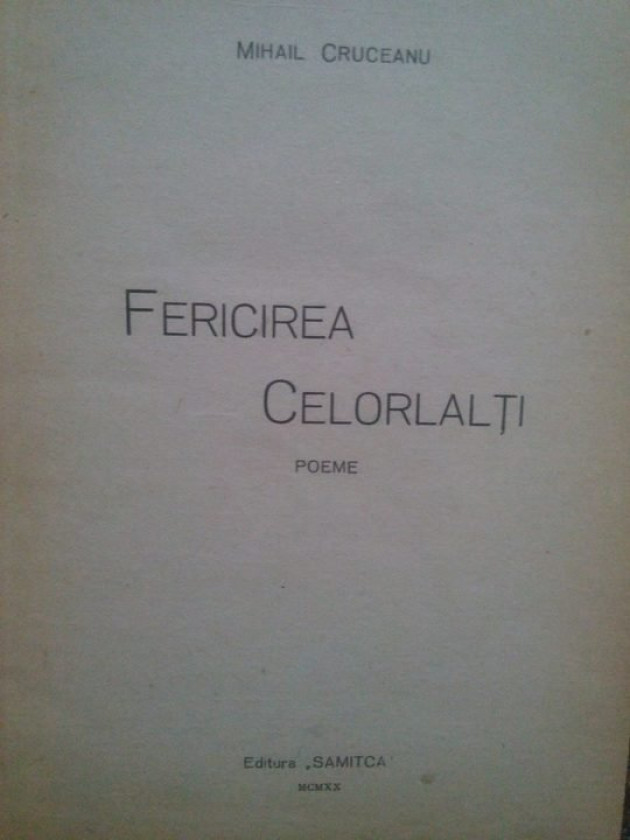 MIHAIL CRUCEANU
FERICIREA
CELORLALȚI
POEME
Editura „SAMITCA”
MCMXX